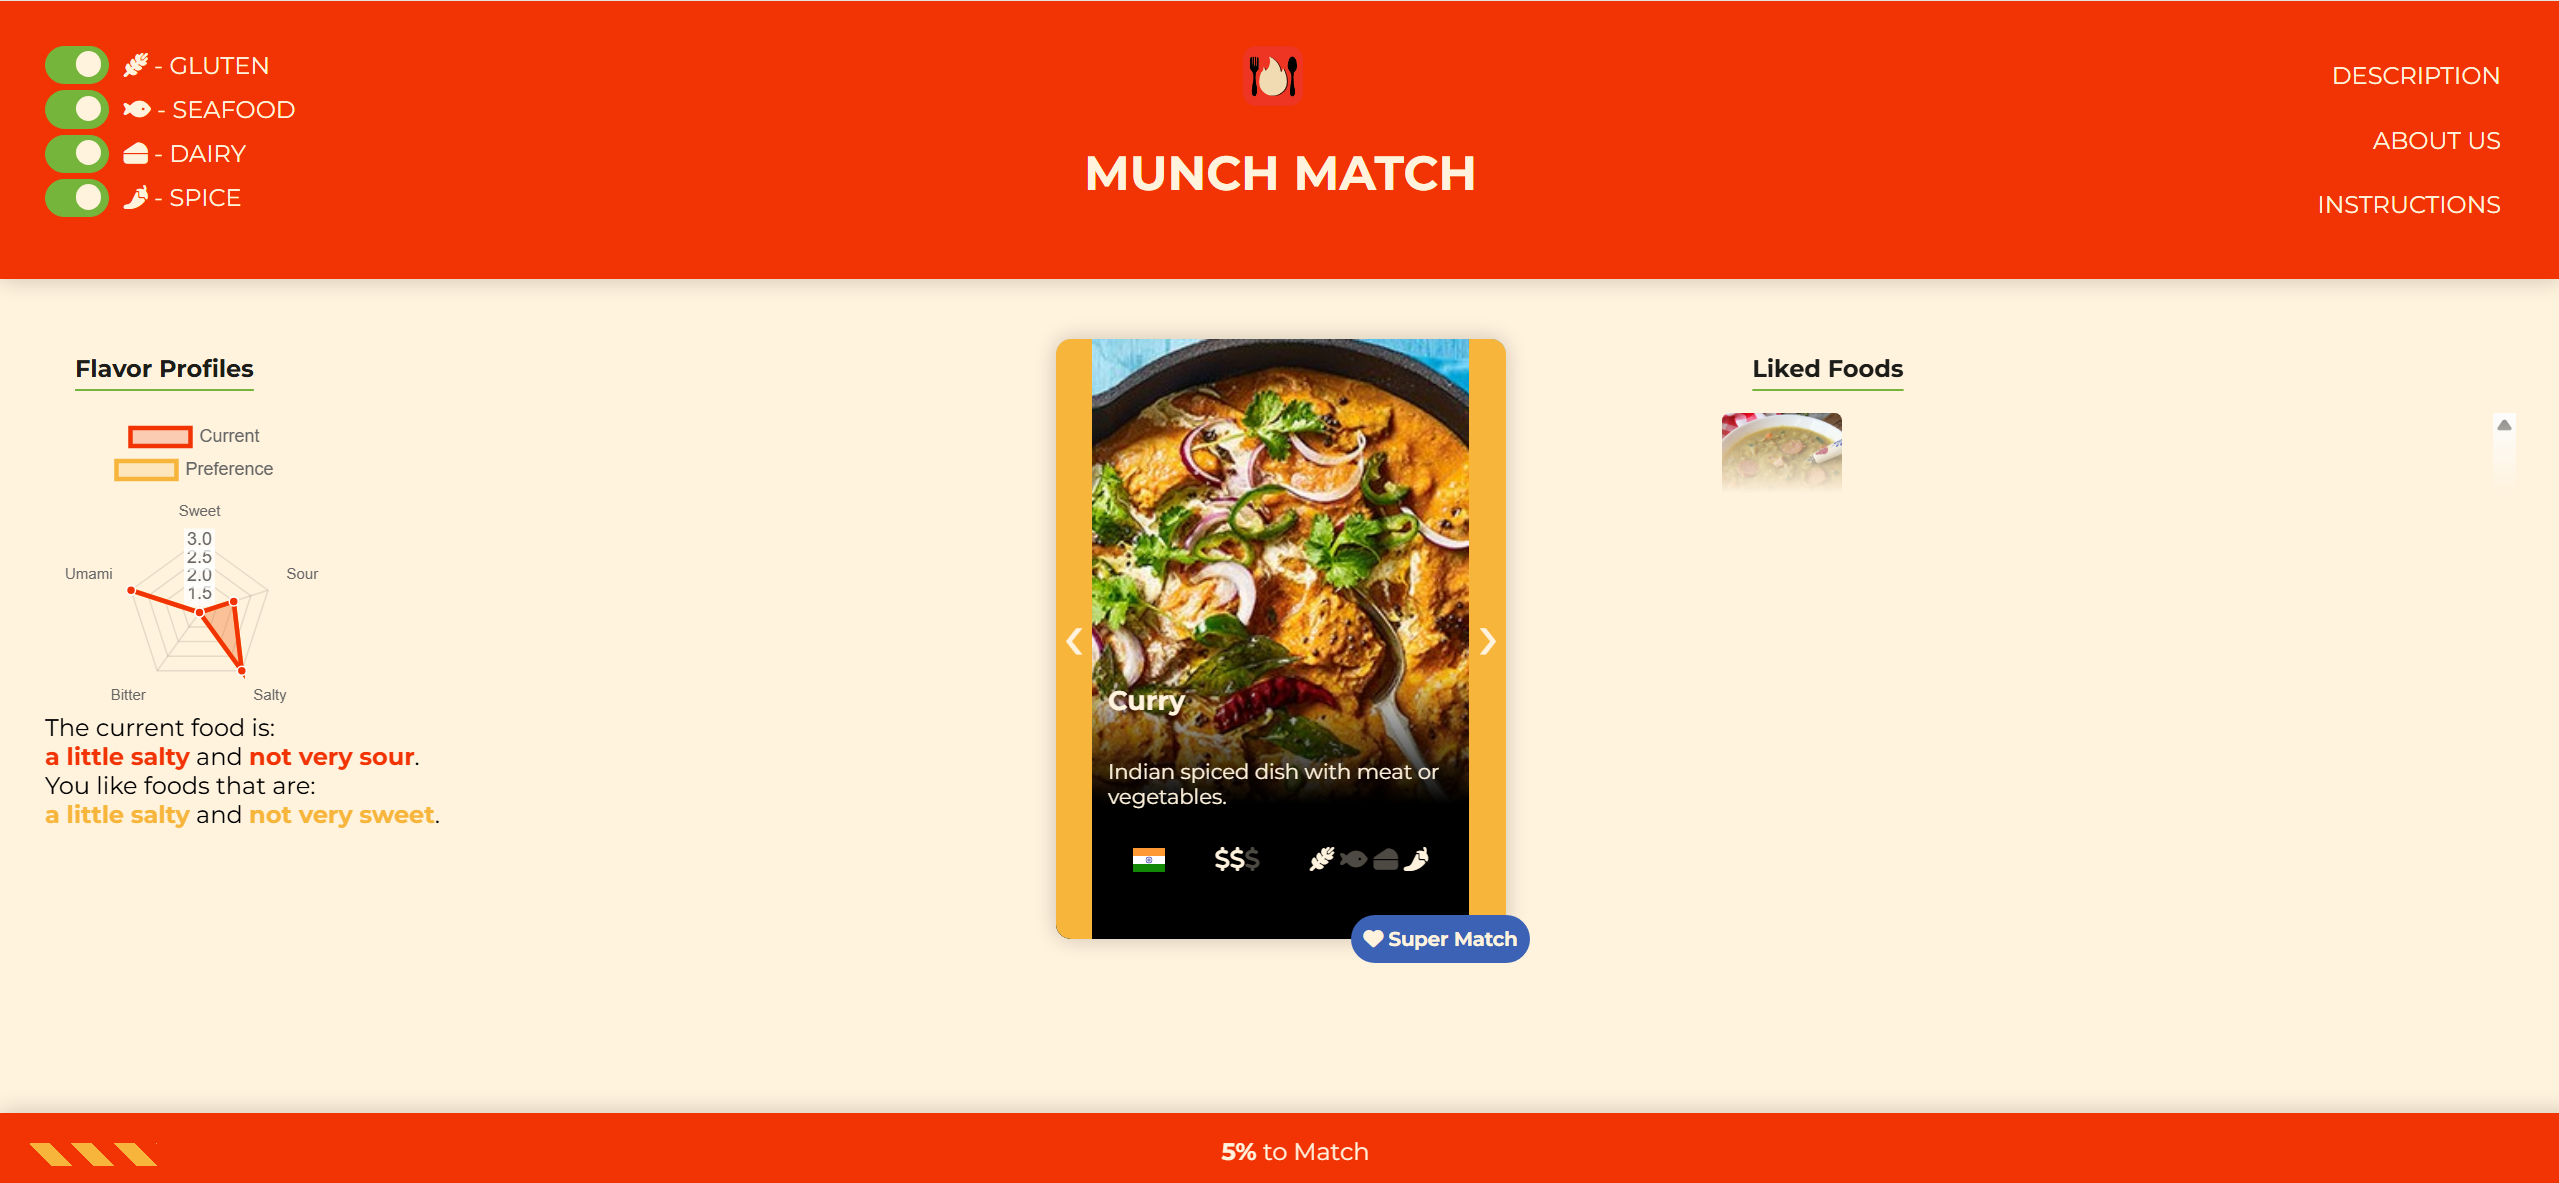 - GLUTEN
- SEAFOOD
- DAIRY
- SPICE
MUNCH MATCH
DESCRIPTION
ABOUT US
INSTRUCTIONS
Flavor Profiles
Current
Preference
Sweet
3.0
2.5
2.0
1.5
Umami
Sour
Bitter
Salty
The current food is:
a little salty and not very sour.
You like foods that are:
a little salty and not very sweet.
❮
❯
Curry
Indian spiced dish with meat or
vegetables.
$$$
Super Match
Liked Foods
5% to Match